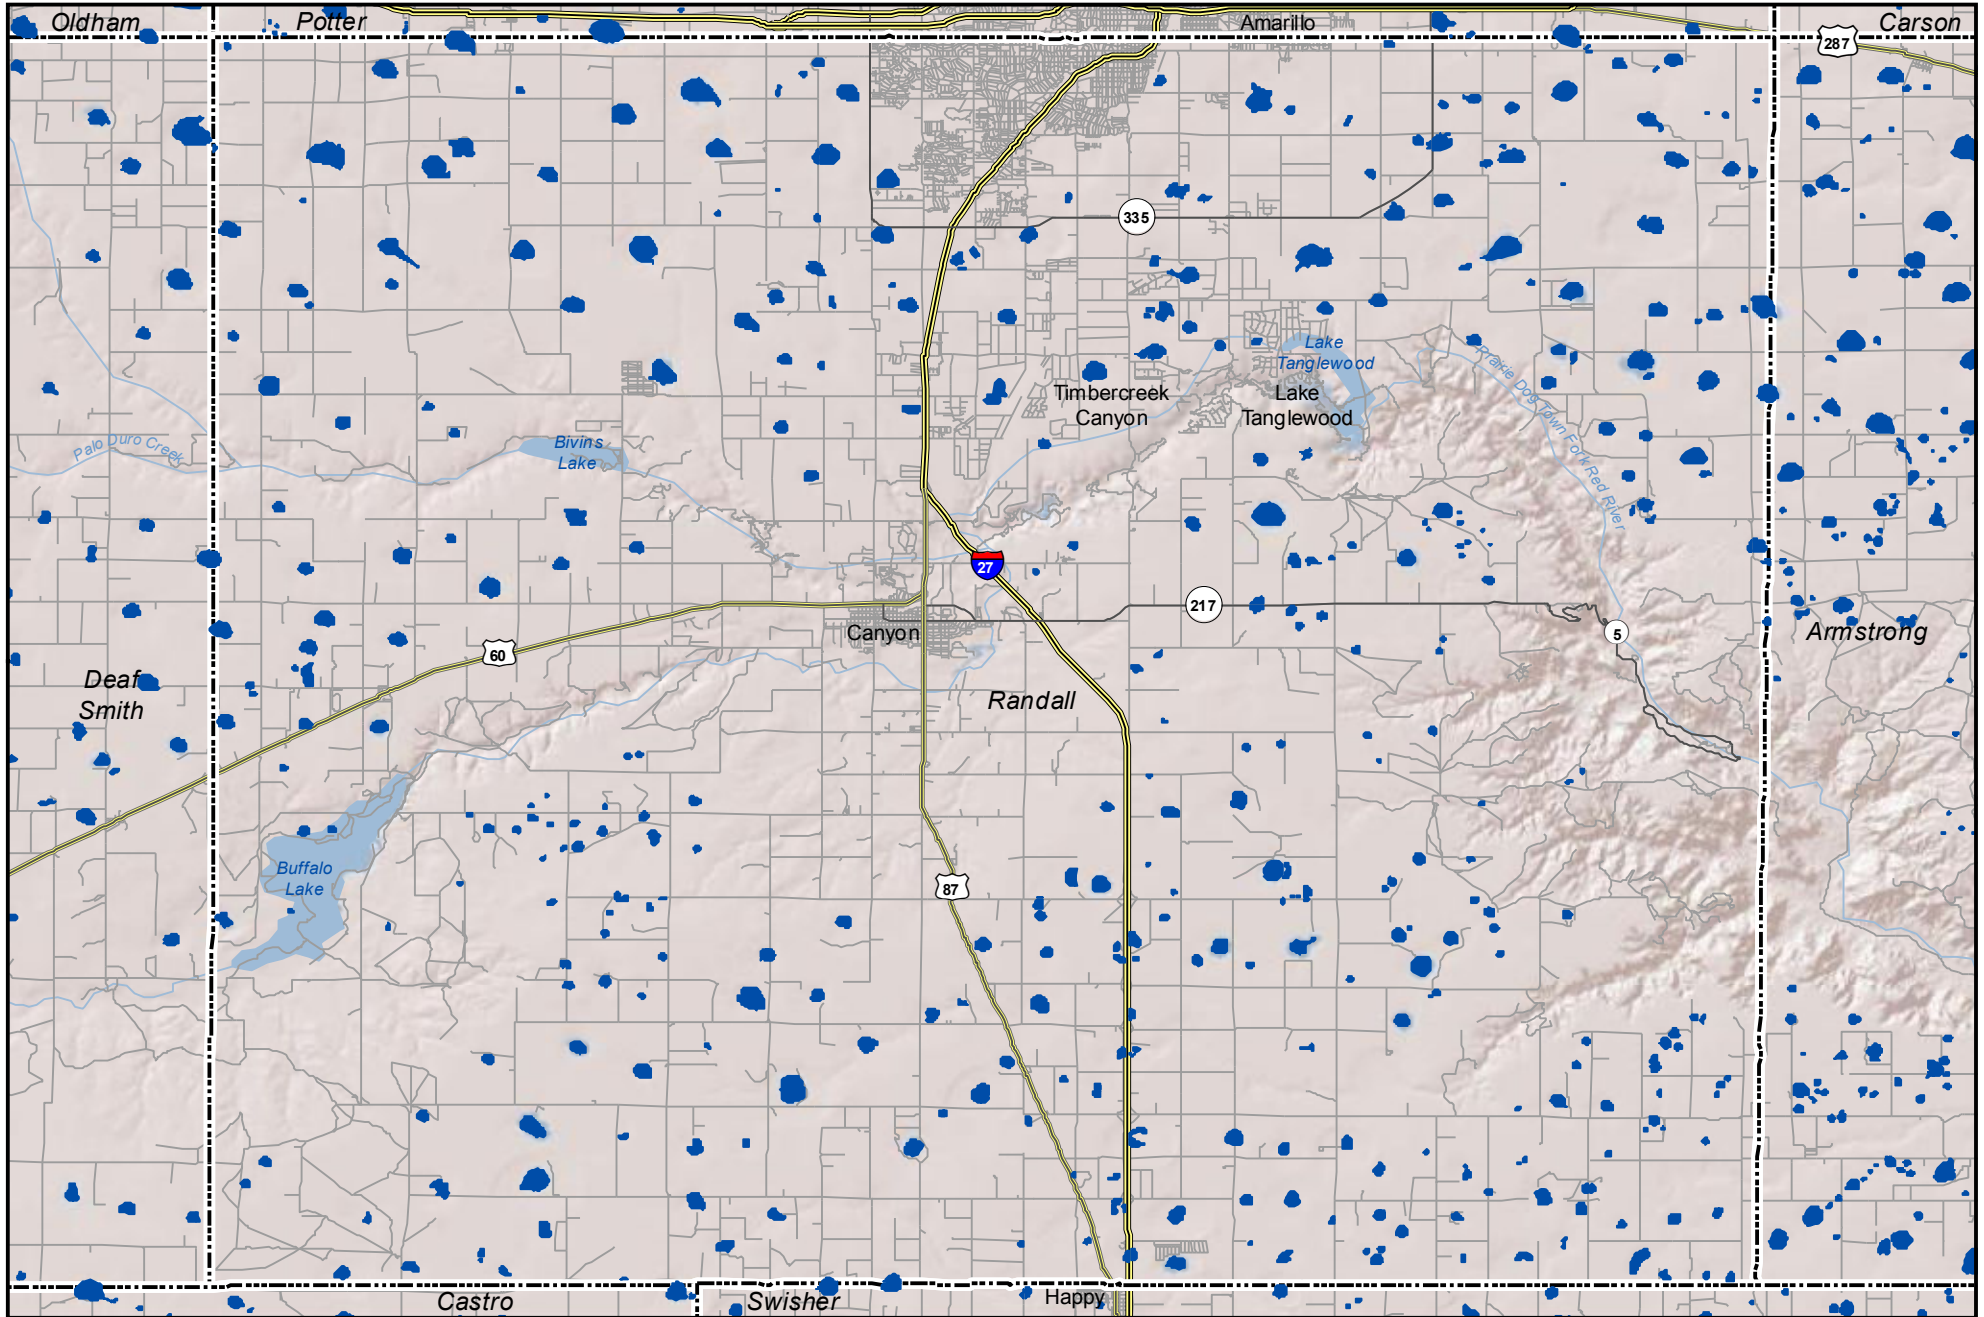 Oldham
Potter
Amarillo
Carson
287
335
Lake
Tanglewood
Prairie Dog Town Fork Red River
Timbercreek
Canyon
Lake
Tanglewood
Palo Duro Creek
Bivins
Lake
27
217
Canyon
5
Armstrong
60
Deaf
Smith
Randall
Buffalo
Lake
87
Castro
Swisher
Happy